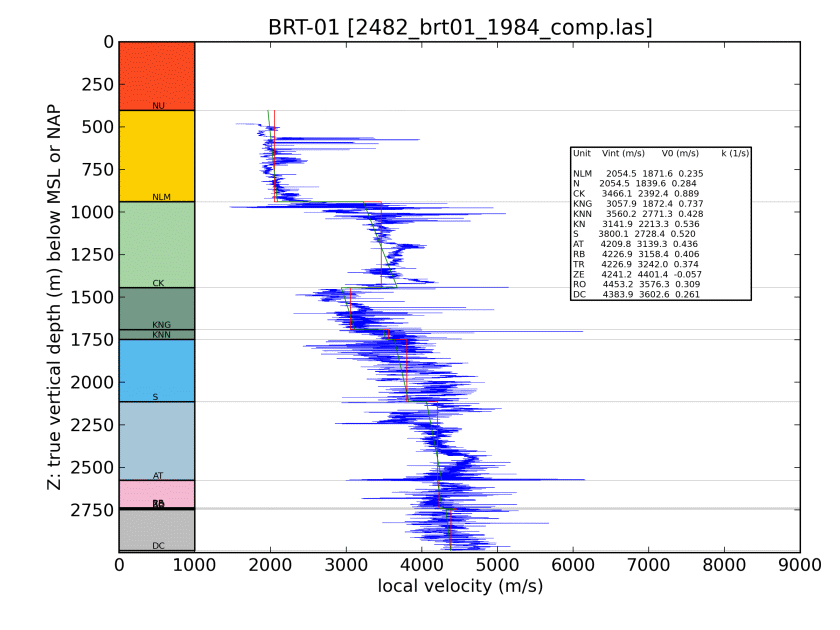 BRT-01 [2482_brt01_1984_comp.las]
0
250
500
750
1000
1250
1500
1750
2000
2250
2500
2750
Z: true vertical depth (m) below MSL or NAP
NU
NLM
CK
KNG
KNN
S
AT
DC
Unit Vint (m/s) V0 (m/s) k (1/s)
NLM 2054.5 1871.6 0.235
N 2054.5 1839.6 0.284
CK 3466.1 2392.4 0.889
KNG 3057.9 1872.4 0.737
KNN 3560.2 2771.3 0.428
KN 3141.9 2213.3 0.536
S 3800.1 2728.4 0.520
AT 4209.8 3139.3 0.436
RB 4226.9 3158.4 0.406
TR 4226.9 3242.0 0.374
ZE 4241.2 4401.4 -0.057
RO 4453.2 3576.3 0.309
DC 4383.9 3602.6 0.261
0 1000 2000 3000 4000 5000 6000 7000 8000 9000
local velocity (m/s)